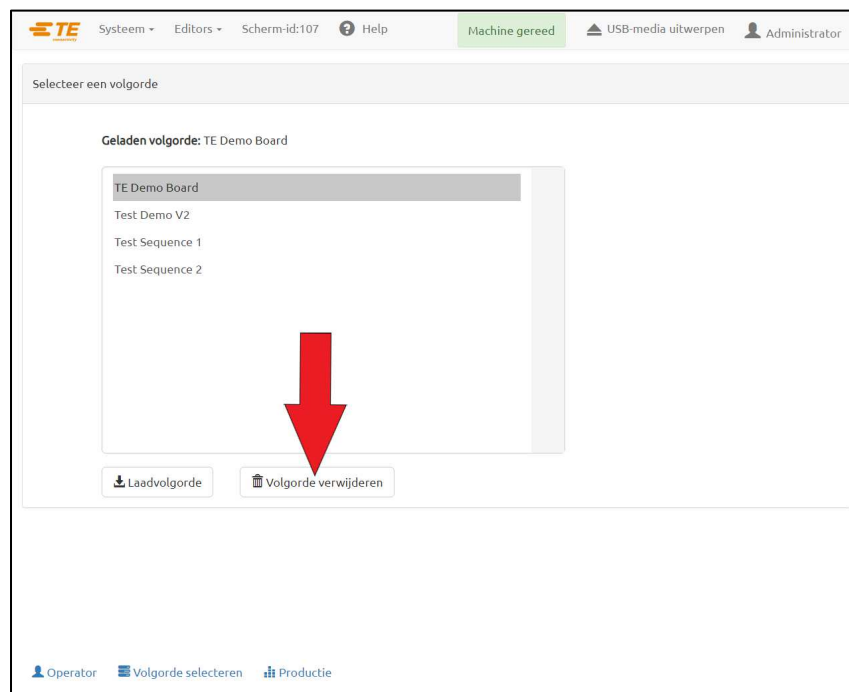 TE connectivity Systeem Editors Scherm-id:107 ? Help Machine gereed USB-media uitwerpen Administrator
Selecteer een volgorde
Geladen volgorde: TE Demo Board
TE Demo Board
Test Demo V2
Test Sequence 1
Test Sequence 2
Laadvolgorde Volgorde verwijderen
Operator Volgorde selecteren Productie